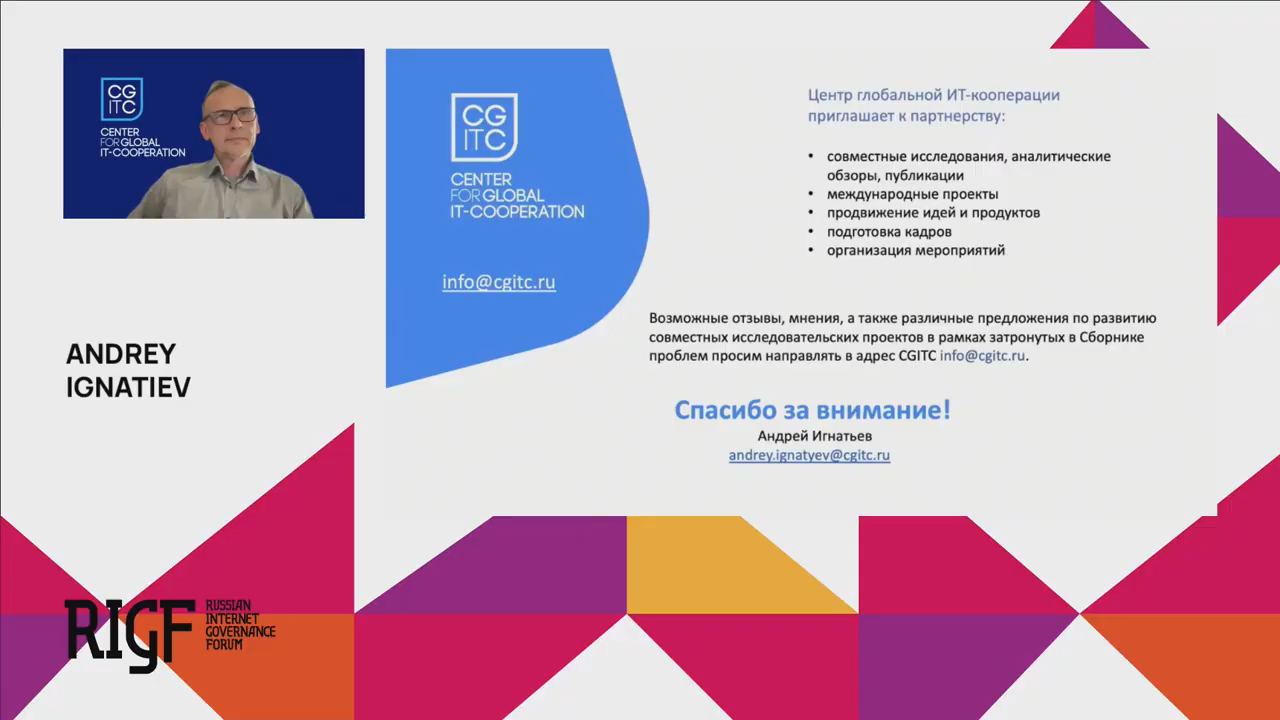 CG
ITC
CENTER
FOR GLOBAL
IT-COOPERATION
ANDREY
IGNATIEV
CG
ITC
CENTER
FOR GLOBAL
IT-COOPERATION
info@cgitc.ru
Центр глобальной ИТ-кооперации
приглашает к партнерству:
• совместные исследования, аналитические
обзоры, публикации
• международные проекты
• продвижение идей и продуктов
• подготовка кадров
• организация мероприятий
Возможные отзывы, мнения, а также различные предложения по развитию
совместных исследовательских проектов в рамках затронутых в Сборнике
проблем просим направлять в адрес CGITC info@cgitc.ru.
Спасибо за внимание!
Андрей Игнатьев
andrey.ignatyev@cgitc.ru
RIGF
RUSSIAN
INTERNET
GOVERNANCE
FORUM